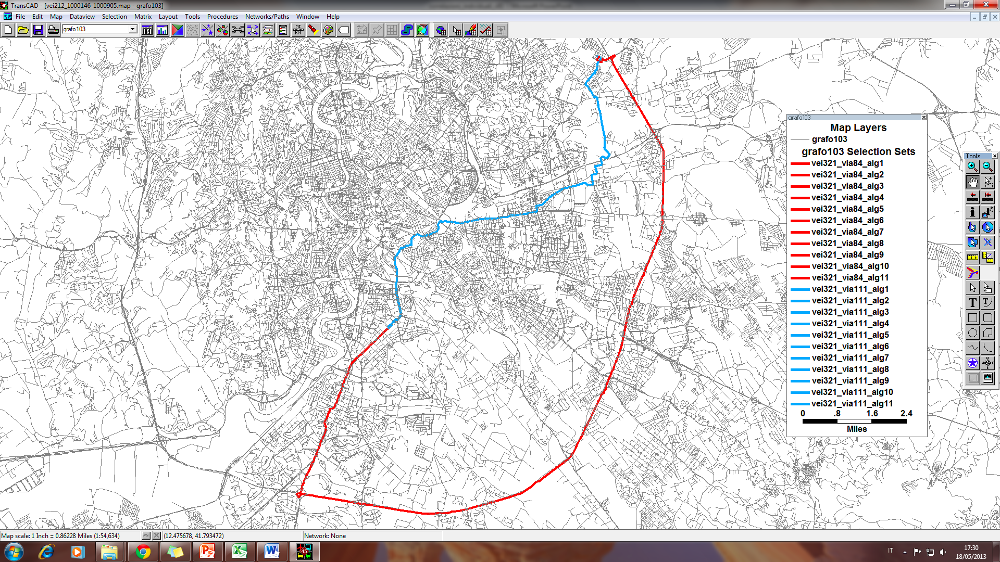 TransCAD - [vei212_1000146-1000905.map - grafo103]
File Edit Map Dataview Selection Matrix Layout Tools Procedures Networks/Paths Window Help
grafo103
MI
KM
grafo103
Map Layers
grafo103
grafo103 Selection Sets
vei321_via84_alg1
vei321_via84_alg2
vei321_via84_alg3
vei321_via84_alg4
vei321_via84_alg5
vei321_via84_alg6
vei321_via84_alg7
vei321_via84_alg8
vei321_via84_alg9
vei321_via84_alg10
vei321_via84_alg11
vei321_via111_alg1
vei321_via111_alg2
vei321_via111_alg3
vei321_via111_alg4
vei321_via111_alg5
vei321_via111_alg6
vei321_via111_alg7
vei321_via111_alg8
vei321_via111_alg9
vei321_via111_alg10
vei321_via111_alg11
0 .8 1.6 2.4
Miles
Tools
Map scale: 1 Inch = 0.86228 Miles (1:54,634)
(12.475678, 41.793472)
Network: None
IT
17:30
18/05/2013